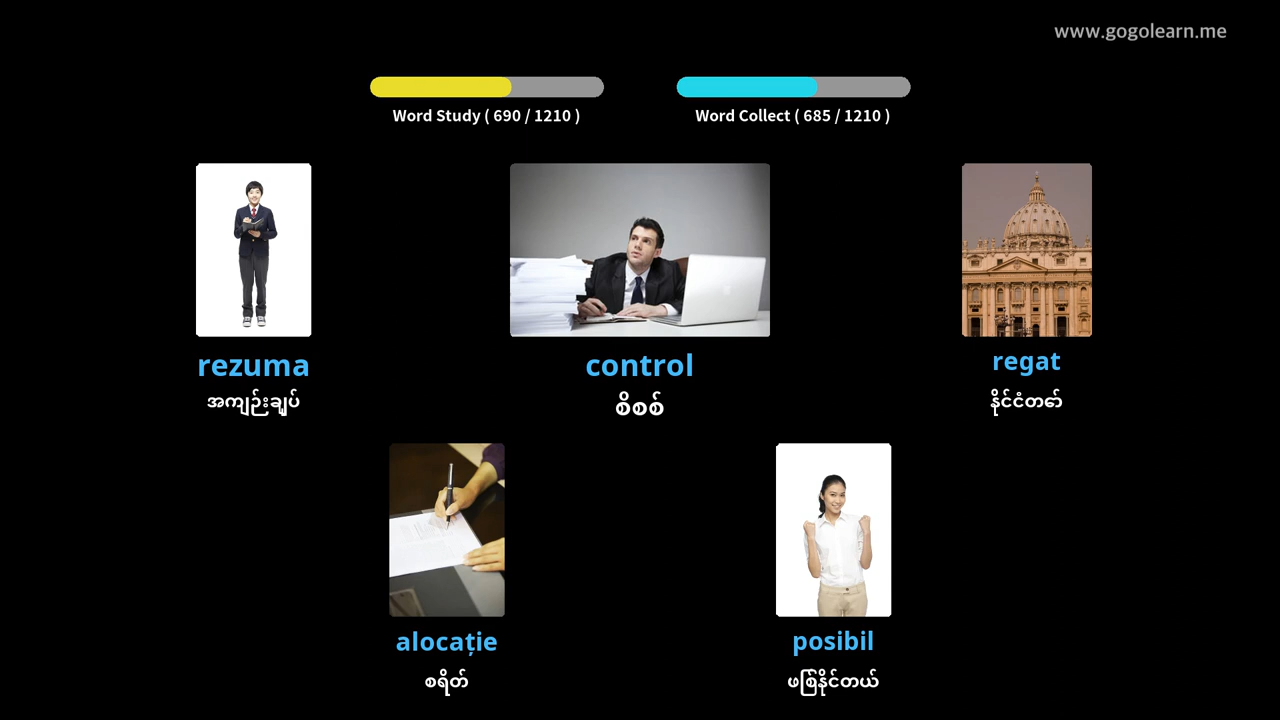 www.gogolearn.me
Word Study ( 690 / 1210 )
Word Collect ( 685 / 1210 )
rezuma
အကျဉ်းချုပ်
control
စိစစ်
regat
နိုင်ငံတော်
alocație
စရိတ်
posibil
ဖြစ်နိုင်တယ်